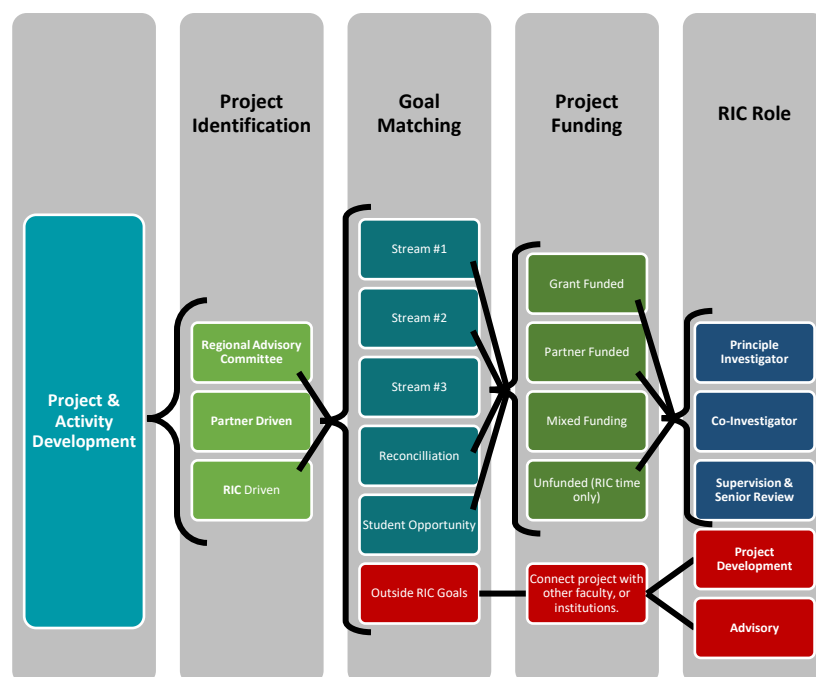 Project
Identification
Goal
Matching
Project
Funding
RIC Role
Project &
Activity
Development
Regional Advisory
Committee
Partner Driven
RIC Driven
Stream #1
Stream #2
Stream #3
Reconcilliation
Student Opportunity
Outside RIC Goals
Grant Funded
Partner Funded
Mixed Funding
Unfunded (RIC time
only)
Connect project with
other faculty, or
institutions.
Principle
Investigator
Co-Investigator
Supervision &
Senior Review
Project
Development
Advisory